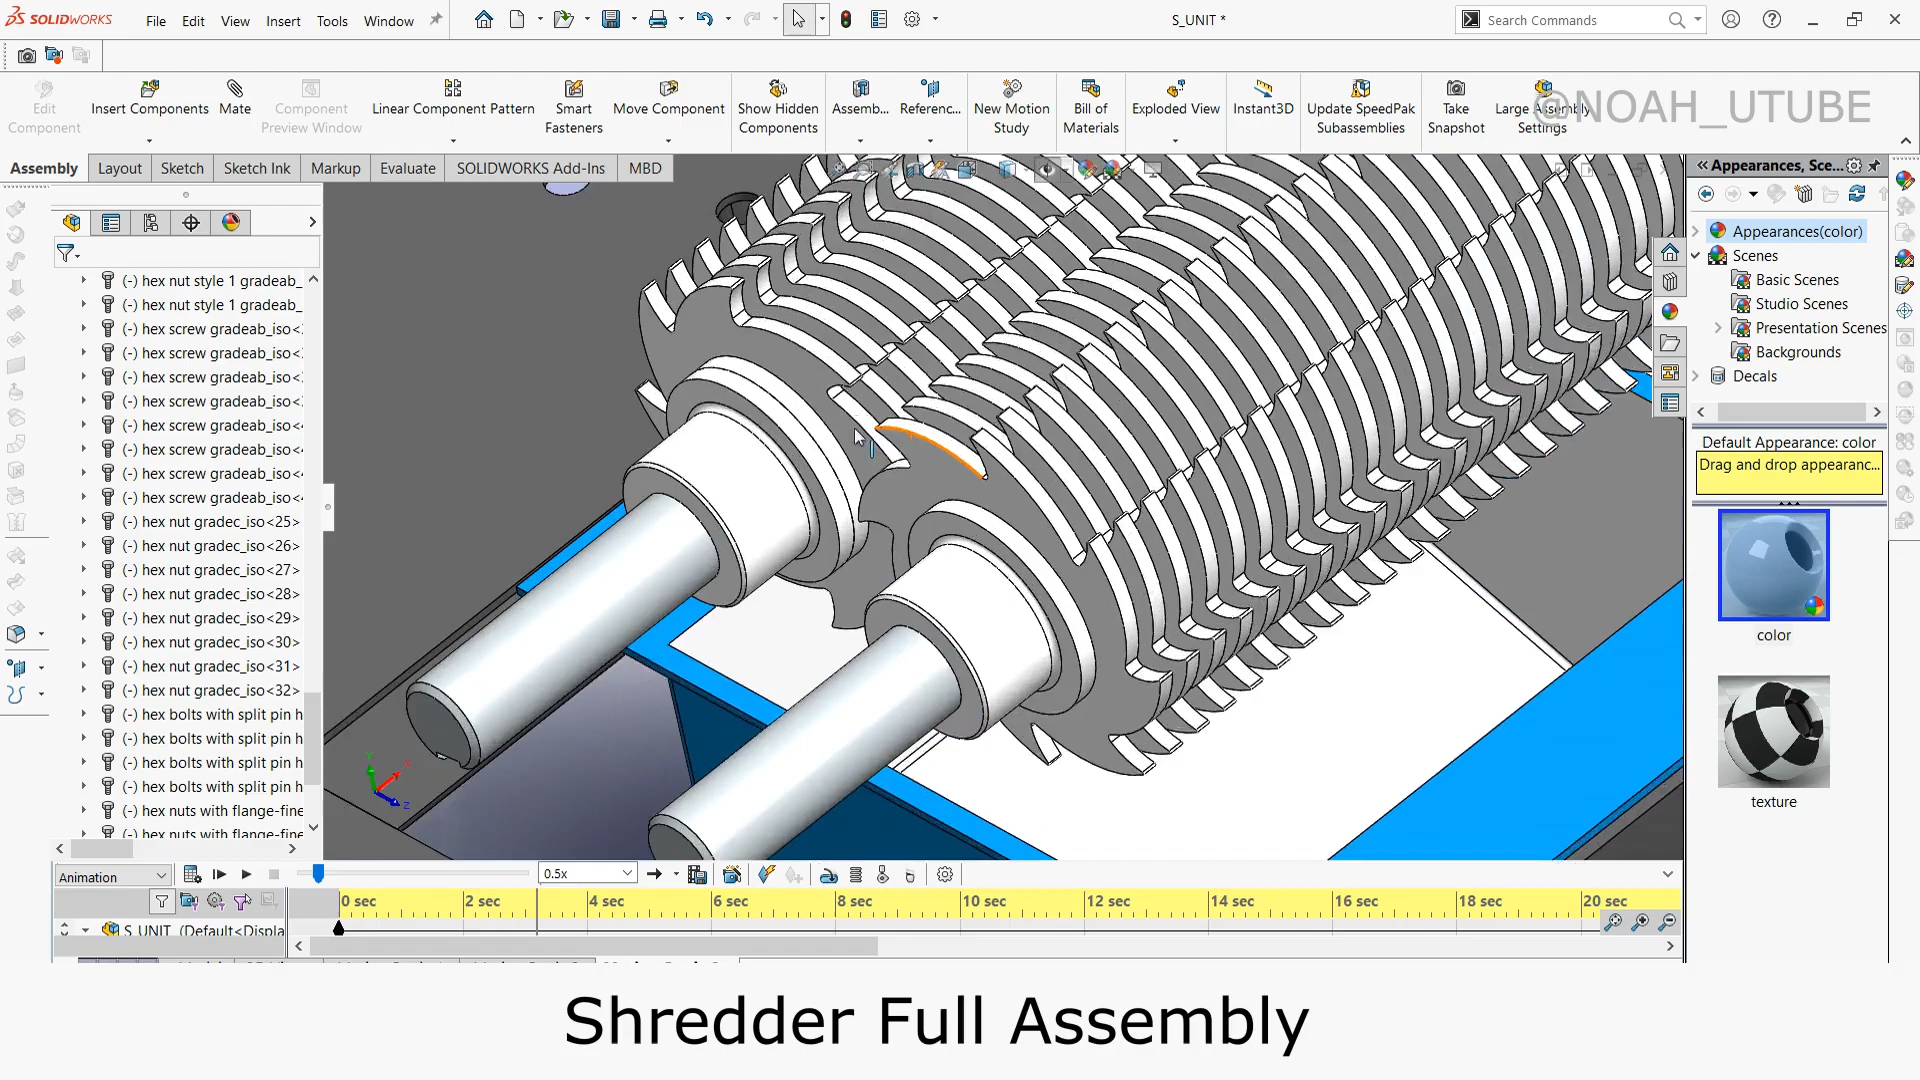 SOLIDWORKS File Edit View Insert Tools Window S_UNIT * Search Commands
Edit Component
Insert Components
Mate
Component Preview Window
Linear Component Pattern
Smart Fasteners
Move Component
Show Hidden Components
Assemb...
Referenc...
New Motion Study
Bill of Materials
Exploded View
Instant3D
Update SpeedPak Subassemblies
Take Snapshot
Large Assembly Settings
@NOAH_UTUBE
Assembly Layout Sketch Sketch Ink Markup Evaluate SOLIDWORKS Add-Ins MBD
(-) hex nut style 1 gradeab_
(-) hex nut style 1 gradeab_
(-) hex screw gradeab_iso<
(-) hex screw gradeab_iso<
(-) hex screw gradeab_iso<
(-) hex screw gradeab_iso<
(-) hex screw gradeab_iso<
(-) hex screw gradeab_iso<
(-) hex screw gradeab_iso<
(-) hex screw gradeab_iso<
(-) hex nut gradec_iso<25>
(-) hex nut gradec_iso<26>
(-) hex nut gradec_iso<27>
(-) hex nut gradec_iso<28>
(-) hex nut gradec_iso<29>
(-) hex nut gradec_iso<30>
(-) hex nut gradec_iso<31>
(-) hex nut gradec_iso<32>
(-) hex bolts with split pin h
(-) hex bolts with split pin h
(-) hex bolts with split pin h
(-) hex bolts with split pin h
(-) hex nuts with flange-fine
(-) hex nuts with flange-fine
Appearances, Sce...
Appearances(color)
Scenes
Basic Scenes
Studio Scenes
Presentation Scenes
Backgrounds
Decals
Default Appearance: color
Drag and drop appearanc...
color
texture
Z
Animation 0.5x
0 sec 2 sec 4 sec 6 sec 8 sec 10 sec 12 sec 14 sec 16 sec 18 sec 20 sec
S_UNIT (Default<Displa
Shredder Full Assembly